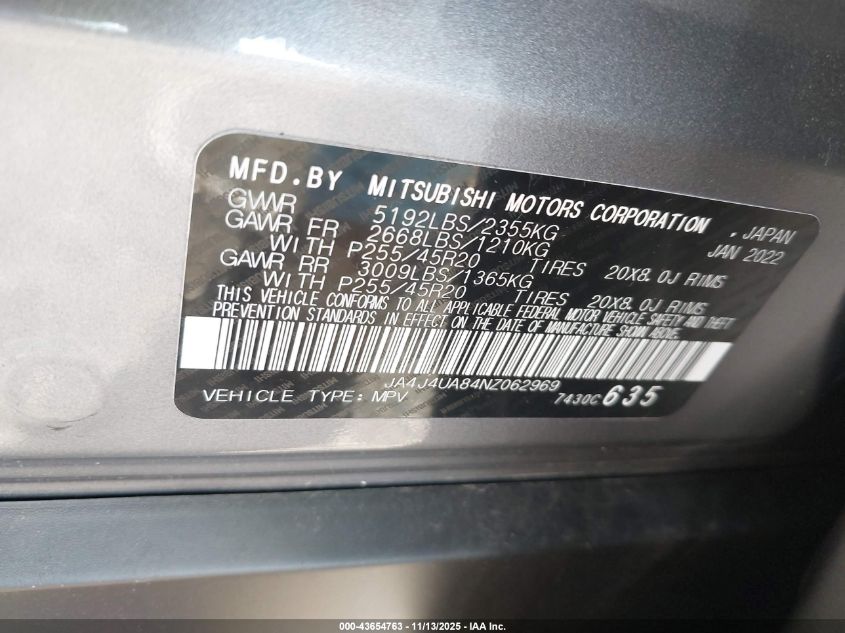 MFD.BY MITSUBISHI MOTORS CORPORATION . JAPAN
GVWR 5192LBS/2355KG JAN 2022
GAWR FR 2668LBS/1210KG
WITH P255/45R20 TIRES 20X8.0J RIMS
GAWR RR 3009LBS/1365KG
WITH P255/45R20 TIRES 20X8.0J RIMS
THIS VEHICLE CONFORMS TO ALL APPLICABLE FEDERAL MOTOR VEHICLE SAFETY AND THEFT
PREVENTION STANDARDS IN EFFECT ON THE DATE OF MANUFACTURE SHOWN ABOVE.
JA4J4UA84NZ062969
VEHICLE TYPE: MPV 7430C 635
000-43654763 - 11/13/2025 - IAA Inc.